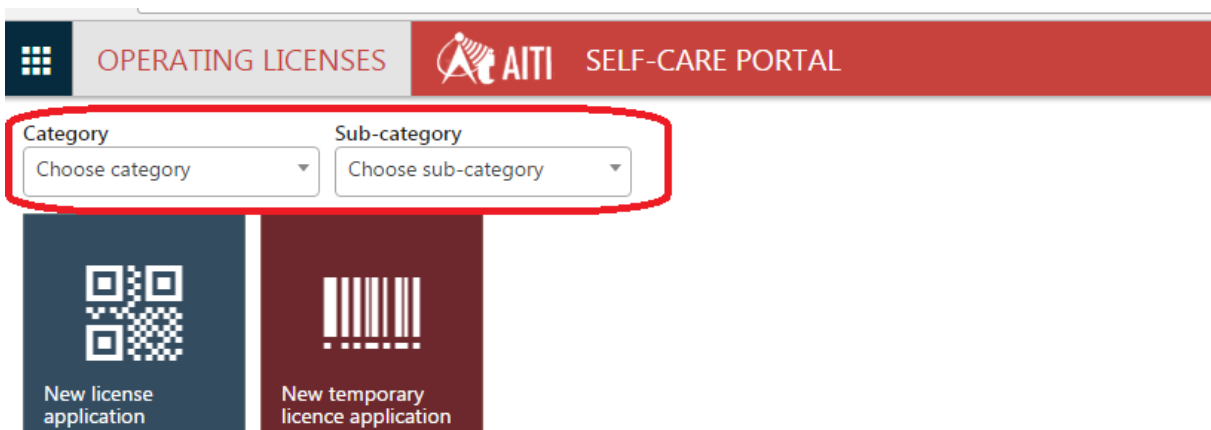 OPERATING LICENSES AITI SELF-CARE PORTAL
Category Sub-category
Choose category Choose sub-category
New license
application
New temporary
licence application